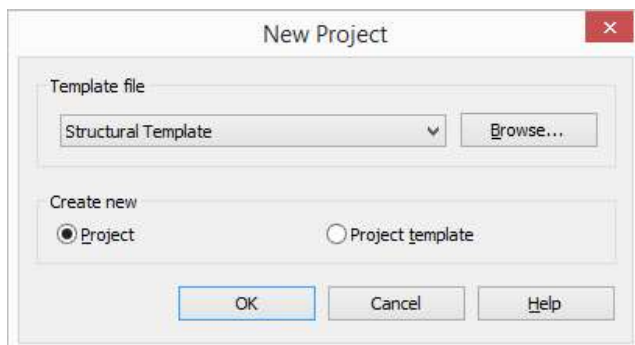 New Project
Template file
Structural Template
Browse...
Create new
Project
Project template
OK
Cancel
Help